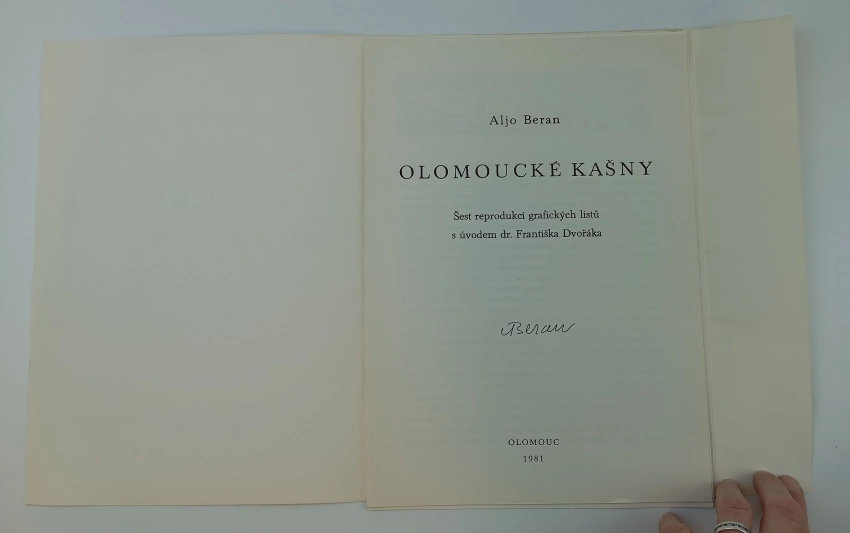 Aljo Beran
OLOMOUCKÉ KAŠNY
Šest reprodukcí grafických listů
s úvodem dr. Františka Dvořáka
Beran
OLOMOUC
1981